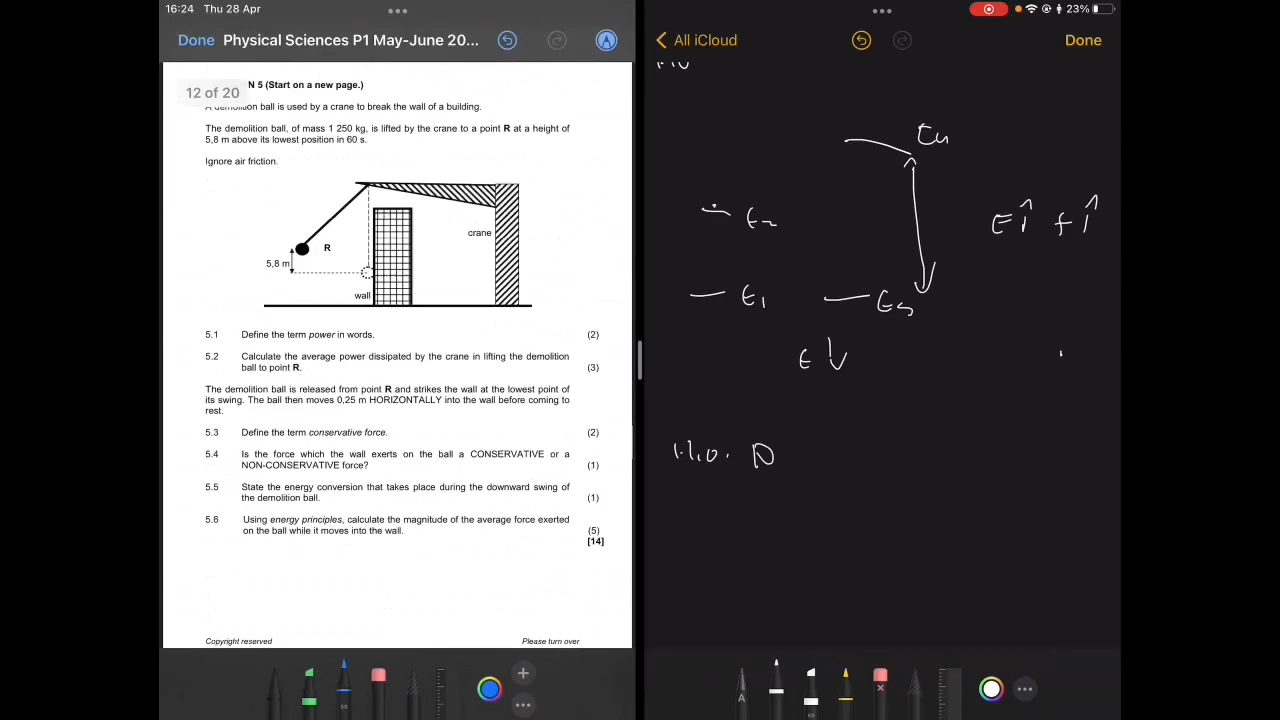 16:24 Thu 28 Apr
23%
Done Physical Sciences P1 May-June 20...
12 of 20
N 5 (Start on a new page.)
A demolition ball is used by a crane to break the wall of a building.
The demolition ball, of mass 1 250 kg, is lifted by the crane to a point R at a height of
5,8 m above its lowest position in 60 s.
Ignore air friction.
crane
R
5,8 m
wall
5.1 Define the term power in words. (2)
5.2 Calculate the average power dissipated by the crane in lifting the demolition
ball to point R. (3)
The demolition ball is released from point R and strikes the wall at the lowest point of
its swing. The ball then moves 0,25 m HORIZONTALLY into the wall before coming to
rest.
5.3 Define the term conservative force. (2)
5.4 Is the force which the wall exerts on the ball a CONSERVATIVE or a
NON-CONSERVATIVE force? (1)
5.5 State the energy conversion that takes place during the downward swing of
the demolition ball. (1)
5.6 Using energy principles, calculate the magnitude of the average force exerted
on the ball while it moves into the wall. (5)
[14]
Copyright reserved Please turn over
All iCloud Done
E2
E1
E ↓
E↑ f↑